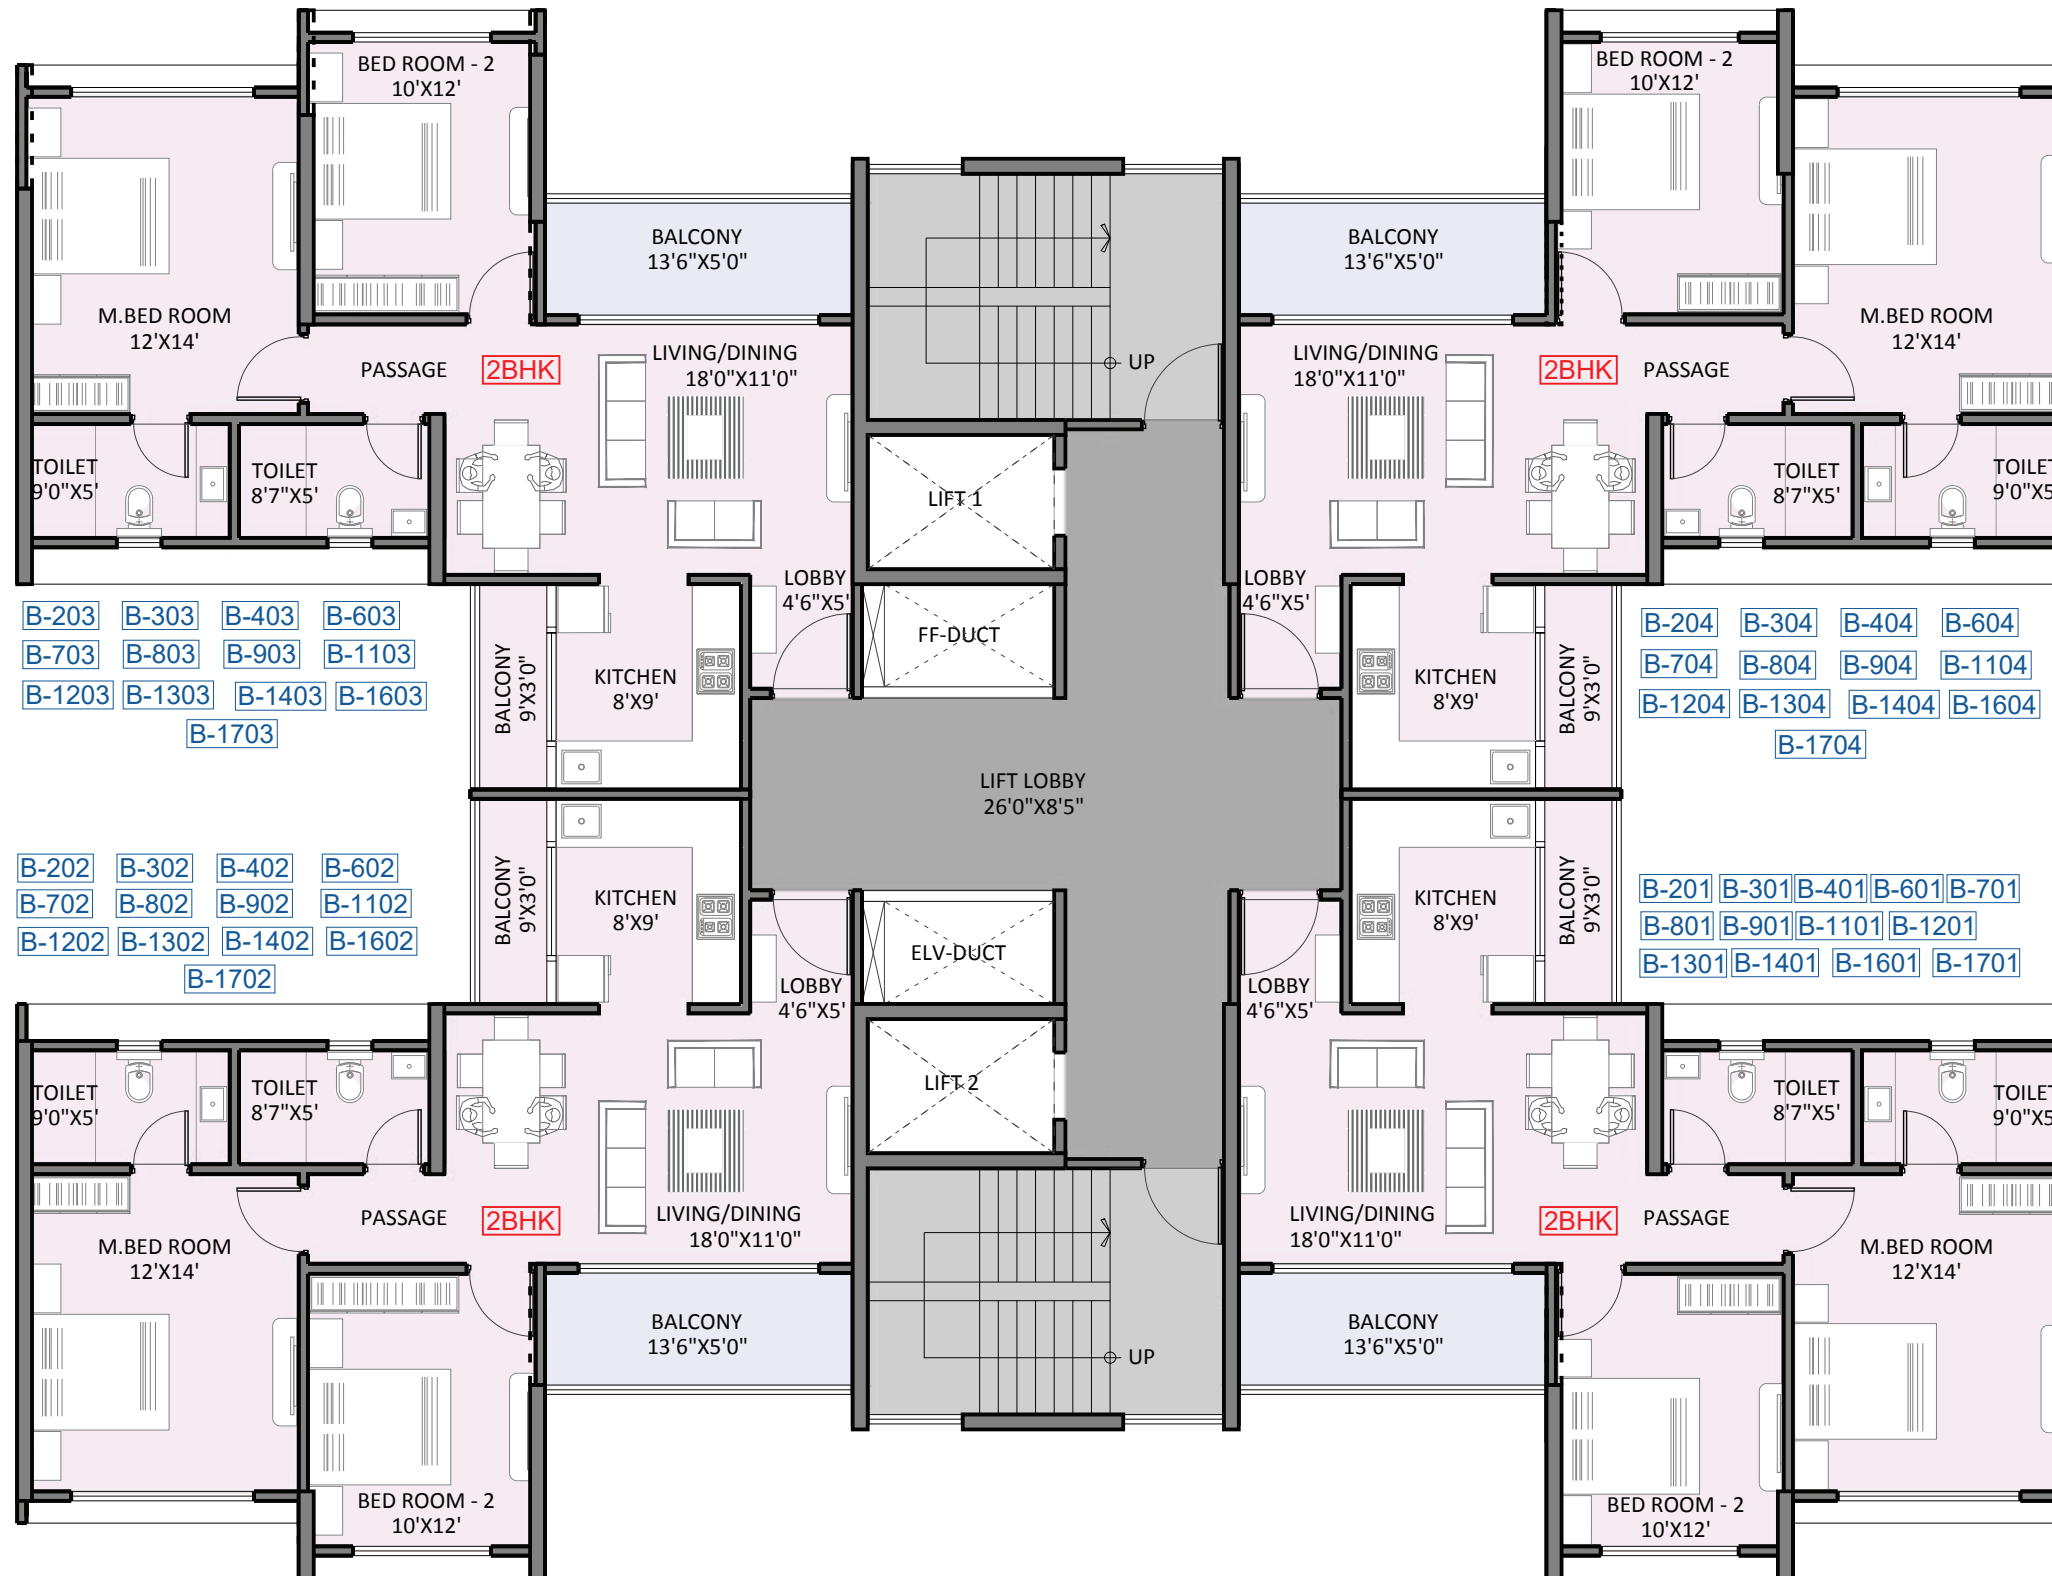 BED ROOM - 2
10'X12'
BED ROOM - 2
10'X12'
BALCONY
13'6"X5'0"
BALCONY
13'6"X5'0"
M.BED ROOM
12'X14'
M.BED ROOM
12'X14'
PASSAGE
2BHK
LIVING/DINING
18'0"X11'0"
UP
LIVING/DINING
18'0"X11'0"
2BHK
PASSAGE
TOILET
9'0"X5'
TOILET
8'7"X5'
LIFT 1
TOILET
8'7"X5'
TOILET
9'0"X5'
LOBBY
4'6"X5'
LOBBY
4'6"X5'
FF-DUCT
B-203 B-303 B-403 B-603
B-703 B-803 B-903 B-1103
B-1203 B-1303 B-1403 B-1603
B-1703
BALCONY
9'X3'0"
KITCHEN
8'X9'
KITCHEN
8'X9'
BALCONY
9'X3'0"
B-204 B-304 B-404 B-604
B-704 B-804 B-904 B-1104
B-1204 B-1304 B-1404 B-1604
B-1704
LIFT LOBBY
26'0"X8'5"
B-202 B-302 B-402 B-602
B-702 B-802 B-902 B-1102
B-1202 B-1302 B-1402 B-1602
B-1702
BALCONY
9'X3'0"
KITCHEN
8'X9'
KITCHEN
8'X9'
BALCONY
9'X3'0"
B-201 B-301 B-401 B-601 B-701
B-801 B-901 B-1101 B-1201
B-1301 B-1401 B-1601 B-1701
ELV-DUCT
LOBBY
4'6"X5'
LOBBY
4'6"X5'
TOILET
9'0"X5'
TOILET
8'7"X5'
LIFT 2
TOILET
8'7"X5'
TOILET
9'0"X5
PASSAGE
2BHK
LIVING/DINING
18'0"X11'0"
LIVING/DINING
18'0"X11'0"
2BHK
PASSAGE
M.BED ROOM
12'X14'
M.BED ROOM
12'X14'
BALCONY
13'6"X5'0"
UP
BALCONY
13'6"X5'0"
BED ROOM - 2
10'X12'
BED ROOM - 2
10'X12'